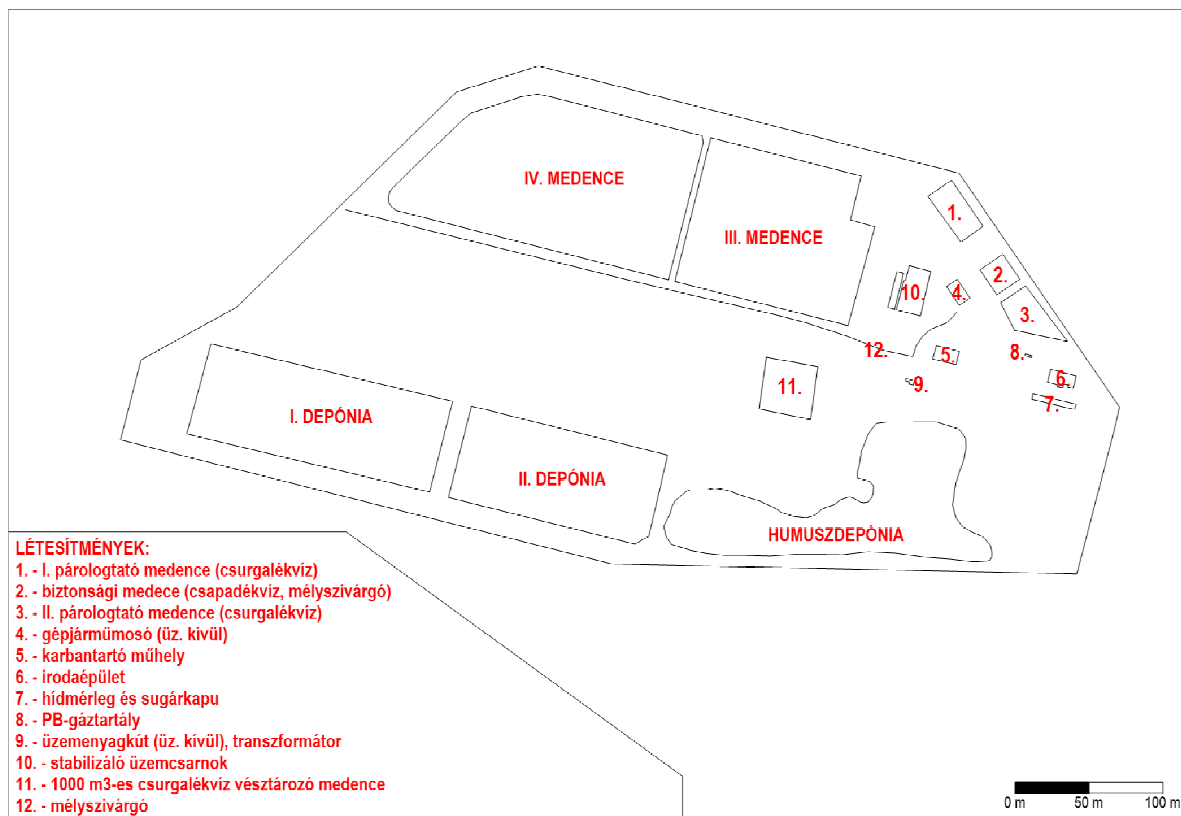 IV. MEDENCE
1.
III. MEDENCE
2.
10.
4.
3.
12.
5.
8.
6.
11.
9.
7.
I. DEPÓNIA
II. DEPÓNIA
HUMUSZDEPÓNIA
LÉTESÍTMÉNYEK:
1. - I. párologtató medence (csurgalékvíz)
2. - biztonsági medece (csapadékvíz, mélyszivárgó)
3. - II. párologtató medence (csurgalékvíz)
4. - gépjárműmosó (üz. kívül)
5. - karbantartó műhely
6. - irodaépület
7. - hídmérleg és sugárkapu
8. - PB-gáztartály
9. - üzemenyagkút (üz. kívül), transzformátor
10. - stabilizáló üzemcsarnok
11. - 1000 m3-es csurgalékvíz vésztározó medence
12. - mélyszivárgó
0 m 50 m 100 m